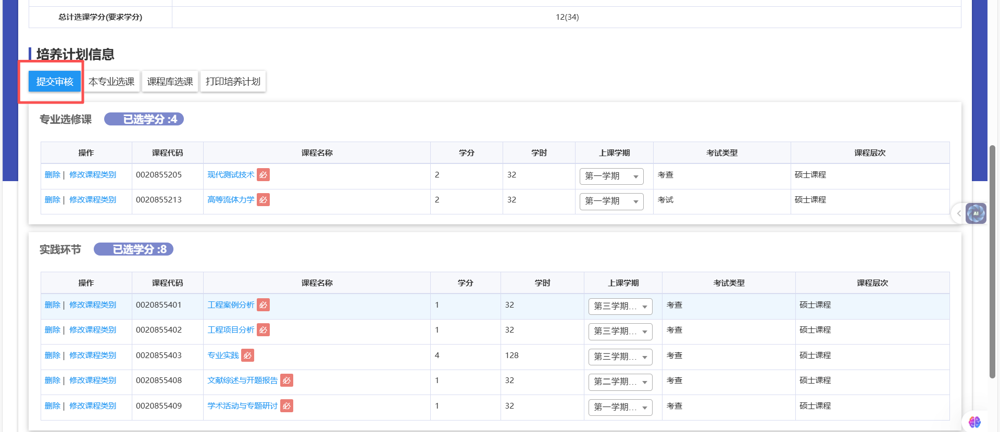 总计选课学分(要求学分) 12(34)
培养计划信息
提交审核 本专业选课 课程库选课 打印培养计划
专业选修课 已选学分 :4
操作 课程代码 课程名称 学分 学时 上课学期 考试类型 课程层次
删除 | 修改课程类别 0020855205 现代测试技术 必 2 32 第一学期 考查 硕士课程
删除 | 修改课程类别 0020855213 高等流体力学 必 2 32 第一学期 考试 硕士课程
AI
实践环节 已选学分 :8
操作 课程代码 课程名称 学分 学时 上课学期 考试类型 课程层次
删除 | 修改课程类别 0020855401 工程案例分析 必 1 32 第三学期... 考查 硕士课程
删除 | 修改课程类别 0020855402 工程项目分析 必 1 32 第三学期... 考查 硕士课程
删除 | 修改课程类别 0020855403 专业实践 必 4 128 第三学期... 考查 硕士课程
删除 | 修改课程类别 0020855408 文献综述与开题报告 必 1 32 第二学期... 考查 硕士课程
删除 | 修改课程类别 0020855409 学术活动与专题研讨 必 1 32 第一学期... 考查 硕士课程